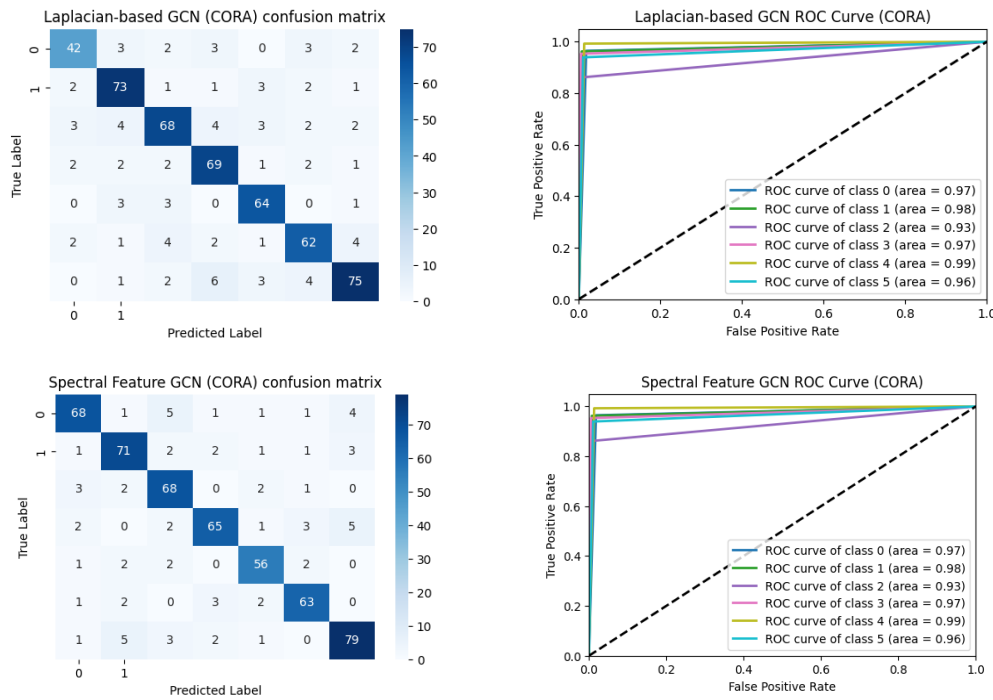 Laplacian-based GCN (CORA) confusion matrix
True Label
0
1
42 3 2 3 0 3 2
2 73 1 1 3 2 1
3 4 68 4 3 2 2
2 2 2 69 1 2 1
0 3 3 0 64 0 1
2 1 4 2 1 62 4
0 1 2 6 3 4 75
0 1
Predicted Label
70
60
50
40
30
20
10
0
Laplacian-based GCN ROC Curve (CORA)
True Positive Rate
1.0
0.8
0.6
0.4
0.2
0.0
ROC curve of class 0 (area = 0.97)
ROC curve of class 1 (area = 0.98)
ROC curve of class 2 (area = 0.93)
ROC curve of class 3 (area = 0.97)
ROC curve of class 4 (area = 0.99)
ROC curve of class 5 (area = 0.96)
0.0 0.2 0.4 0.6 0.8 1.0
False Positive Rate
Spectral Feature GCN (CORA) confusion matrix
True Label
0
1
68 1 5 1 1 1 4
1 71 2 2 1 1 3
3 2 68 0 2 1 0
2 0 2 65 1 3 5
1 2 2 0 56 2 0
1 2 0 3 2 63 0
1 5 3 2 1 0 79
0 1
Predicted Label
70
60
50
40
30
20
10
0
Spectral Feature GCN ROC Curve (CORA)
True Positive Rate
1.0
0.8
0.6
0.4
0.2
0.0
ROC curve of class 0 (area = 0.97)
ROC curve of class 1 (area = 0.98)
ROC curve of class 2 (area = 0.93)
ROC curve of class 3 (area = 0.97)
ROC curve of class 4 (area = 0.99)
ROC curve of class 5 (area = 0.96)
0.0 0.2 0.4 0.6 0.8 1.0
False Positive Rate